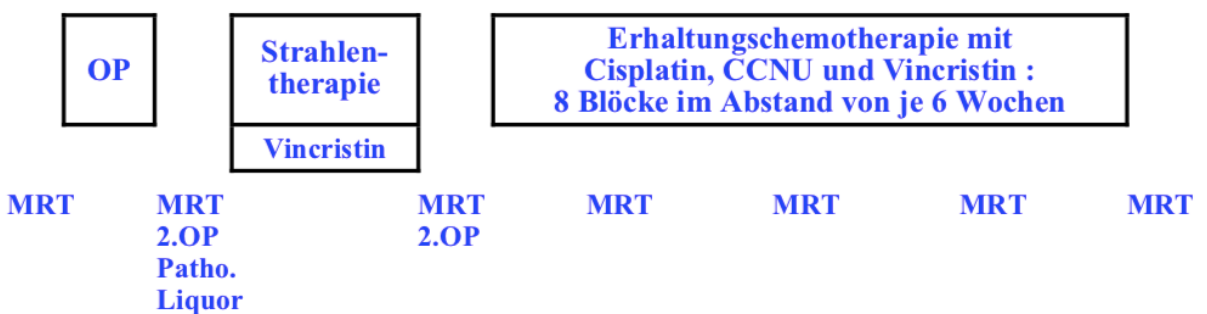 OP
Strahlen-
therapie
Vincristin
Erhaltungschemotherapie mit
Cisplatin, CCNU und Vincristin :
8 Blöcke im Abstand von je 6 Wochen
MRT MRT MRT MRT MRT MRT MRT
2.OP 2.OP
Patho.
Liquor